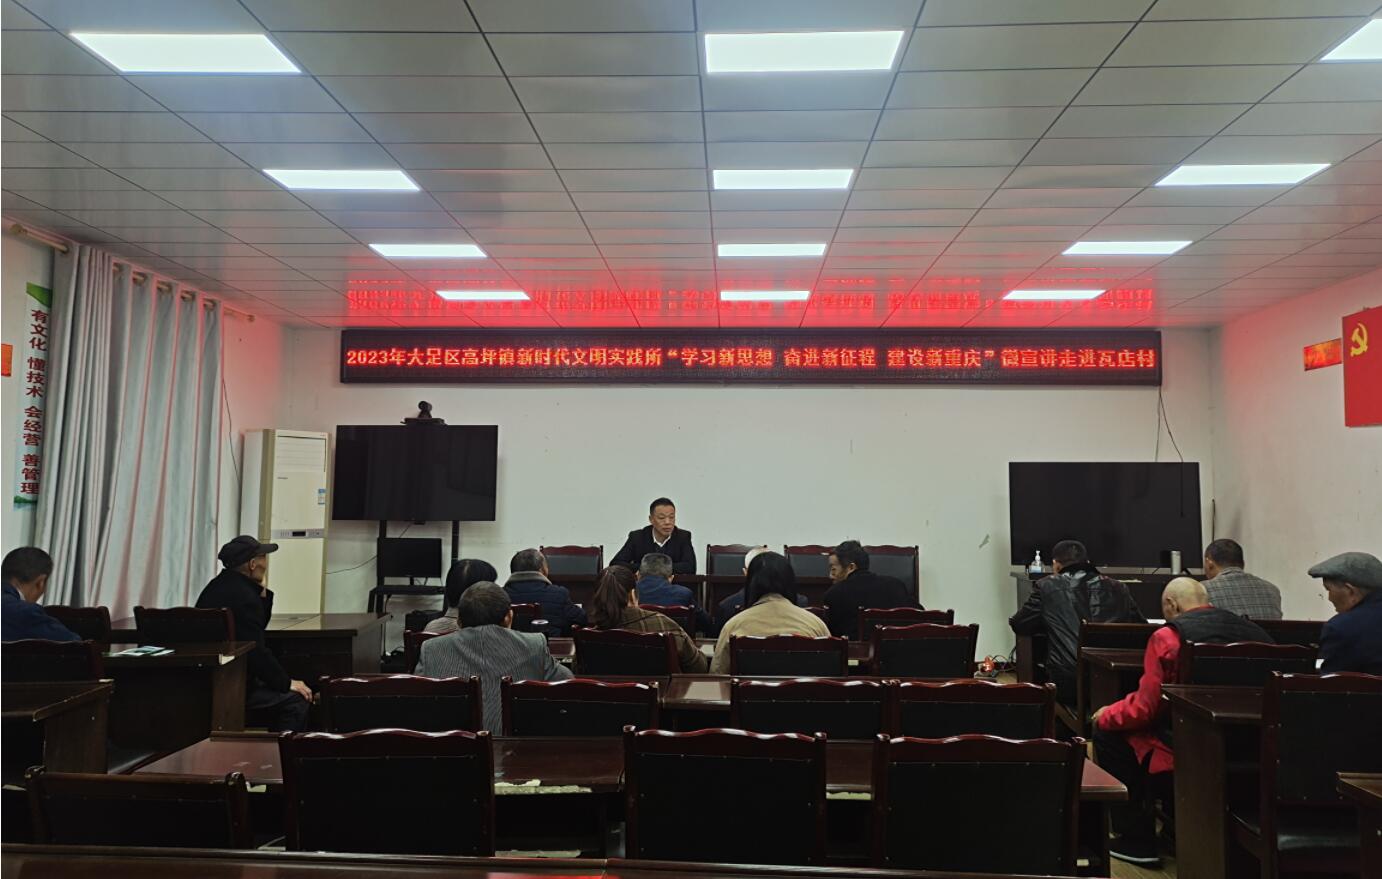 2023年大足区高坪镇新时代文明实践所“学习新思想 奋进新征程 建设新重庆”微宣讲走进瓦店村
有文化 懂技术 会经营 善管理